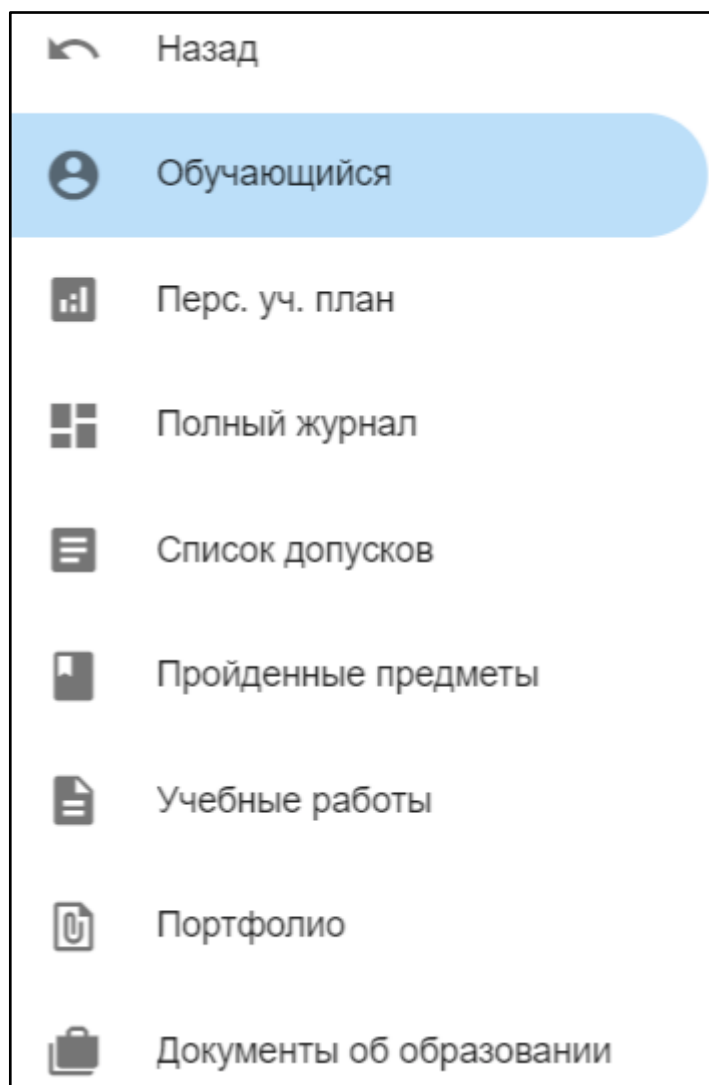 Назад
Обучающийся
Перс. уч. план
Полный журнал
Список допусков
Пройденные предметы
Учебные работы
Портфолио
Документы об образовании